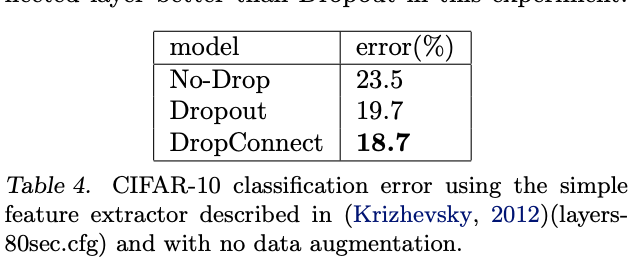 nected layer better than Dropout in this experiment.
model error(%)
No-Drop 23.5
Dropout 19.7
DropConnect 18.7
Table 4. CIFAR-10 classification error using the simple
feature extractor described in (Krizhevsky, 2012)(layers-
80sec.cfg) and with no data augmentation.